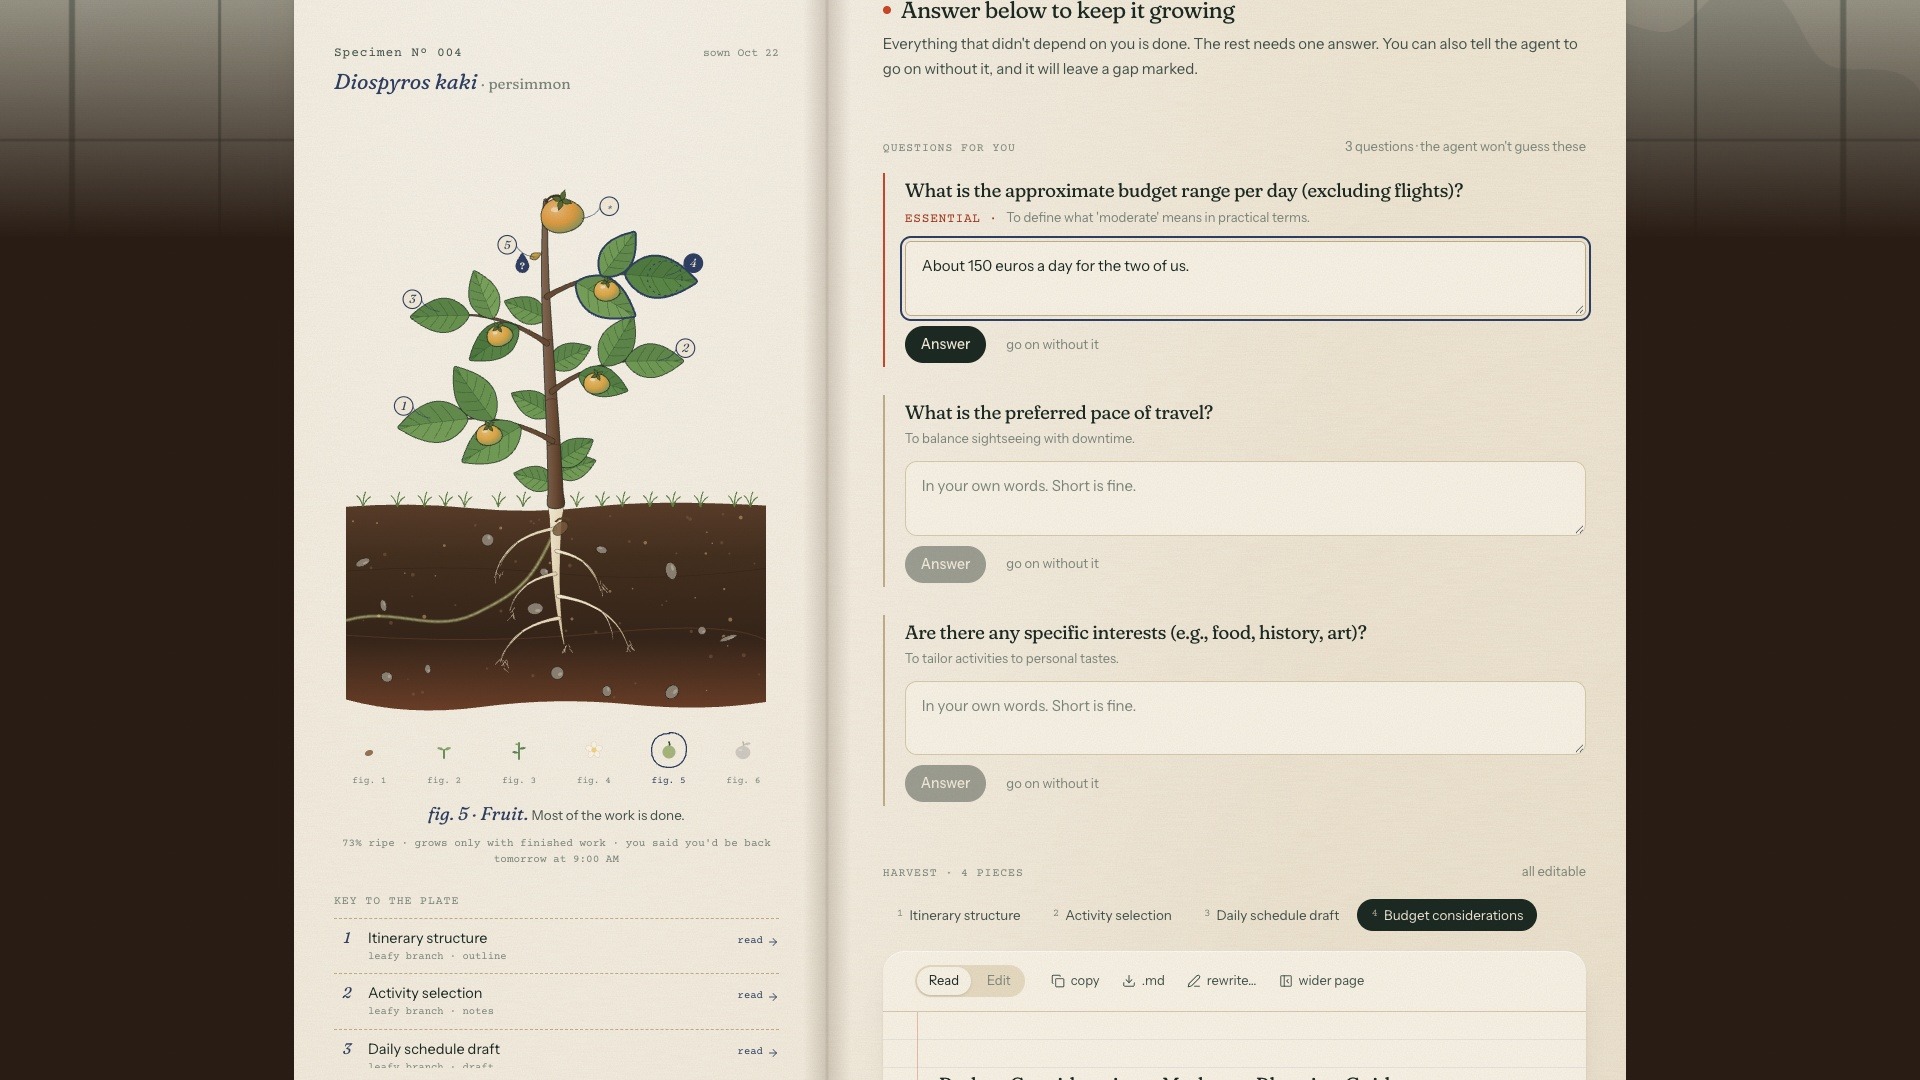 Specimen Nº 004
sown Oct 22
Diospyros kaki · persimmon
5
?
4
3
2
1
fig. 1
fig. 2
fig. 3
fig. 4
fig. 5
fig. 6
fig. 5 · Fruit. Most of the work is done.
73% ripe · grows only with finished work · you said you'd be back
tomorrow at 9:00 AM
KEY TO THE PLATE
1 Itinerary structure read →
leafy branch · outline
2 Activity selection read →
leafy branch · notes
3 Daily schedule draft read →
leafy branch · draft
Answer below to keep it growing
Everything that didn't depend on you is done. The rest needs one answer. You can also tell the agent to
go on without it, and it will leave a gap marked.
QUESTIONS FOR YOU
3 questions · the agent won't guess these
What is the approximate budget range per day (excluding flights)?
ESSENTIAL · To define what 'moderate' means in practical terms.
About 150 euros a day for the two of us.
Answer go on without it
What is the preferred pace of travel?
To balance sightseeing with downtime.
In your own words. Short is fine.
Answer go on without it
Are there any specific interests (e.g., food, history, art)?
To tailor activities to personal tastes.
In your own words. Short is fine.
Answer go on without it
HARVEST · 4 PIECES
all editable
1 Itinerary structure 2 Activity selection 3 Daily schedule draft 4 Budget considerations
Read Edit copy .md rewrite... wider page